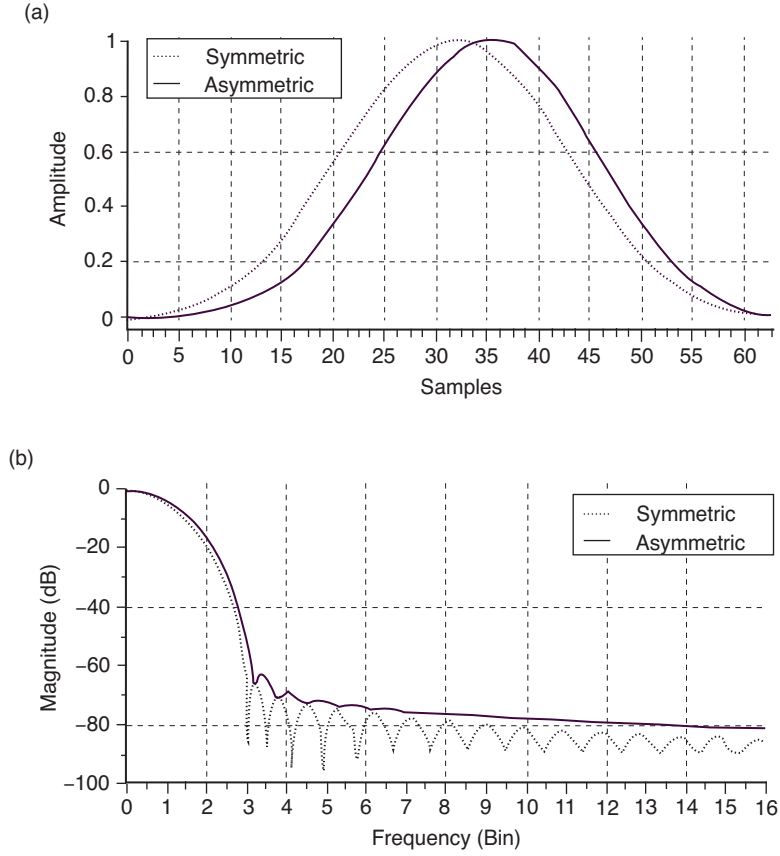 (a)
1
0.8
0.6
0.4
0.2
0
Amplitude
Symmetric
Asymmetric
0 5 10 15 20 25 30 35 40 45 50 55 60
Samples
(b)
0
−20
−40
−60
−80
−100
Magnitude (dB)
Symmetric
Asymmetric
0 1 2 3 4 5 6 7 8 9 10 11 12 13 14 15 16
Frequency (Bin)